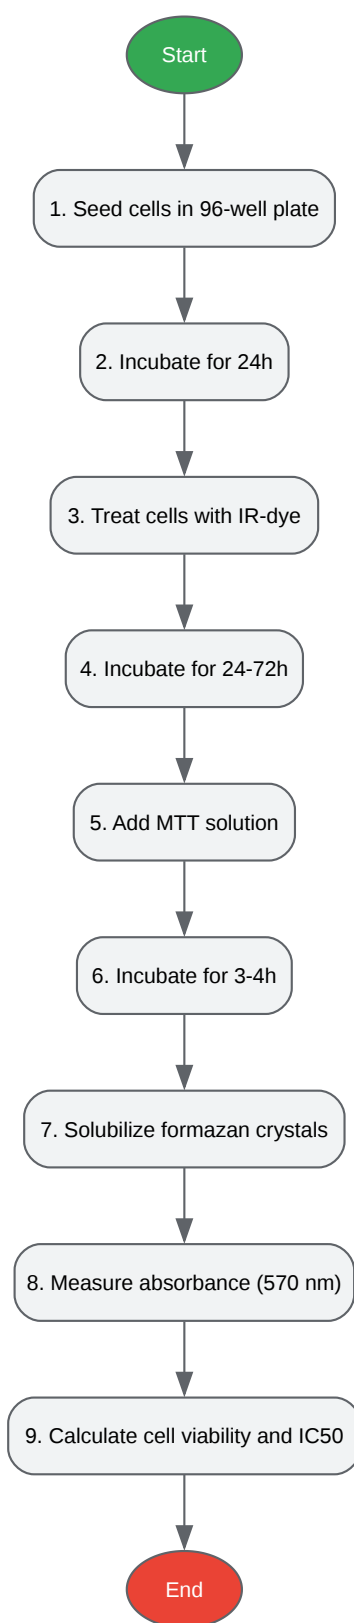 Start
1. Seed cells in 96-well plate
2. Incubate for 24h
3. Treat cells with IR-dye
4. Incubate for 24-72h
5. Add MTT solution
6. Incubate for 3-4h
7. Solubilize formazan crystals
8. Measure absorbance (570 nm)
9. Calculate cell viability and IC50
End